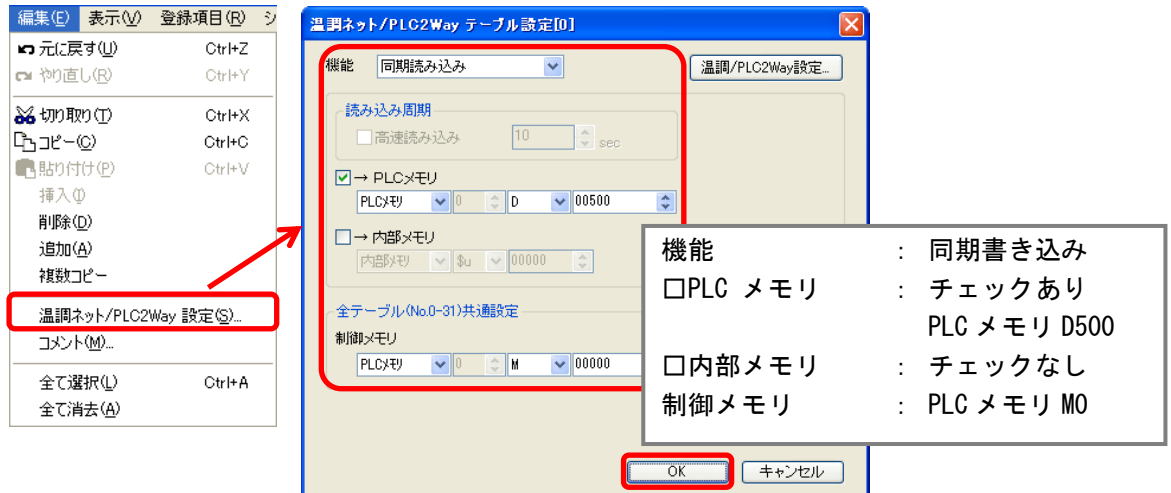 編集(E) 表示(V) 登録項目(R) シ
元に戻す(U) Ctrl+Z
やり直し(R) Ctrl+Y
切り取り(T) Ctrl+X
コピー(C) Ctrl+C
貼り付け(P) Ctrl+V
挿入(I)
削除(D)
追加(A)
複数コピー
温調ネット/PLC2Way 設定(S)...
コメント(M)...
全て選択(L) Ctrl+A
全て消去(A)
温調ネット/PLC2Way テーブル設定[0]
機能 同期読み込み 温調/PLC2Way設定...
読み込み周期
高速読み込み 10 sec
→ PLCメモリ
PLCメモリ 0 D 00500
→ 内部メモリ
内部メモリ $u 00000
全テーブル(No.0-31)共通設定
制御メモリ
PLCメモリ 0 M 00000
OK キャンセル
機能 : 同期書き込み
□PLC メモリ : チェックあり
PLC メモリ D500
□内部メモリ : チェックなし
制御メモリ : PLC メモリ M0